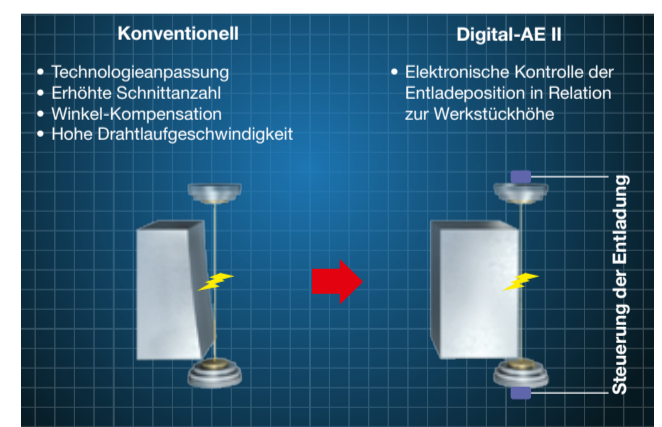 Konventionell
• Technologieanpassung
• Erhöhte Schnittanzahl
• Winkel-Kompensation
• Hohe Drahtlaufgeschwindigkeit
Digital-AE II
• Elektronische Kontrolle der
Entladeposition in Relation
zur Werkstückhöhe
Steuerung der Entladung